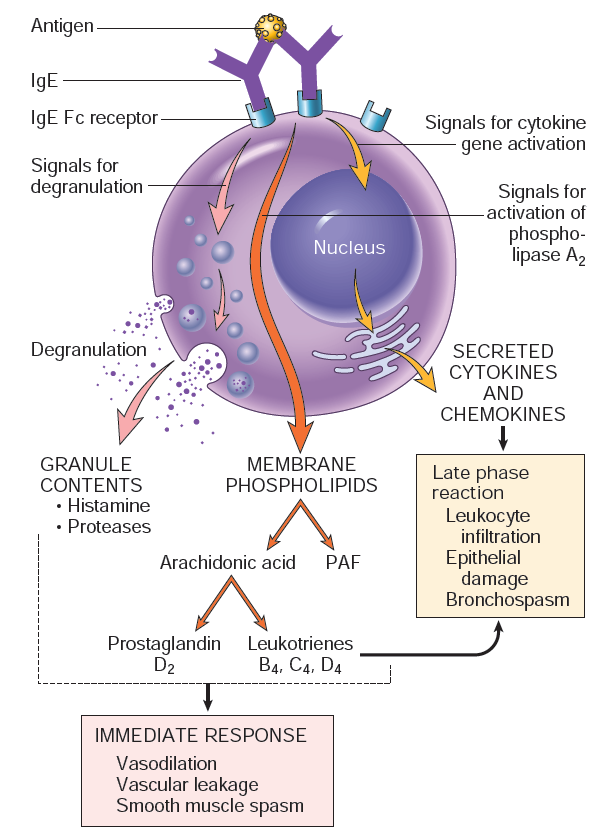 Antigen
IgE
IgE Fc receptor
Signals for
degranulation
Signals for cytokine
gene activation
Signals for
activation of
phospho-
lipase A₂
Nucleus
Degranulation
SECRETED
CYTOKINES
AND
CHEMOKINES
GRANULE
CONTENTS
• Histamine
• Proteases
MEMBRANE
PHOSPHOLIPIDS
Late phase
reaction
Leukocyte
infiltration
Epithelial
damage
Bronchospasm
Arachidonic acid
PAF
Prostaglandin
D₂
Leukotrienes
B₄, C₄, D₄
IMMEDIATE RESPONSE
Vasodilation
Vascular leakage
Smooth muscle spasm